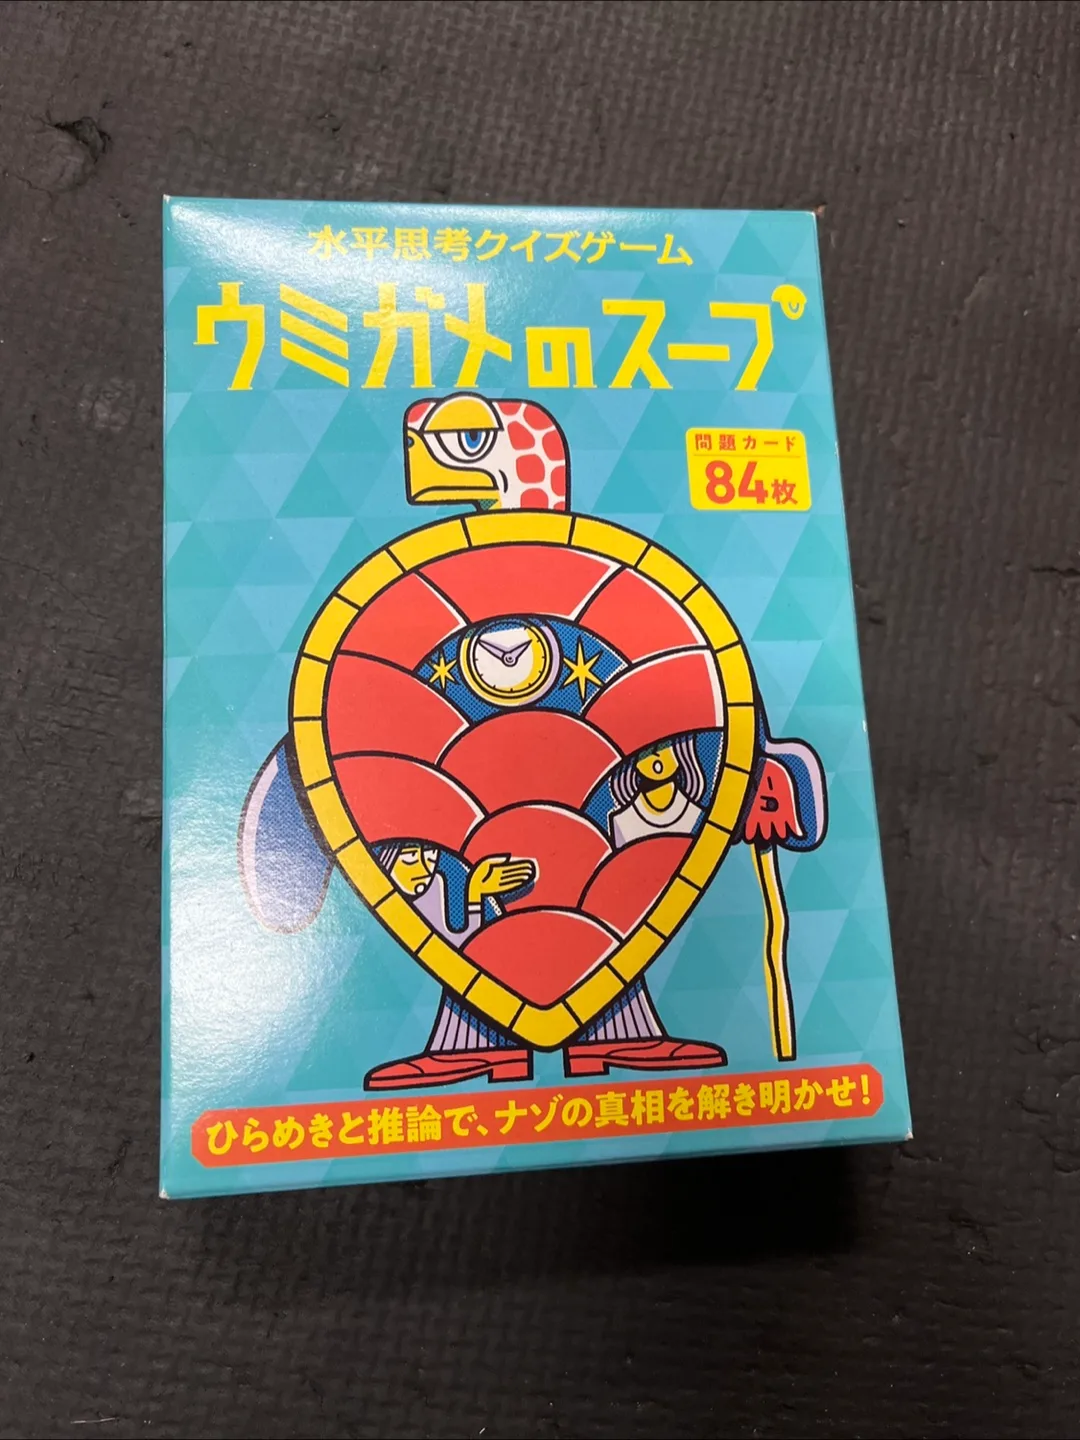 水平思考クイズゲーム
ウミガメのスープ
問題カード
84枚
ひらめきと推論で、ナゾの真相を解き明かせ!